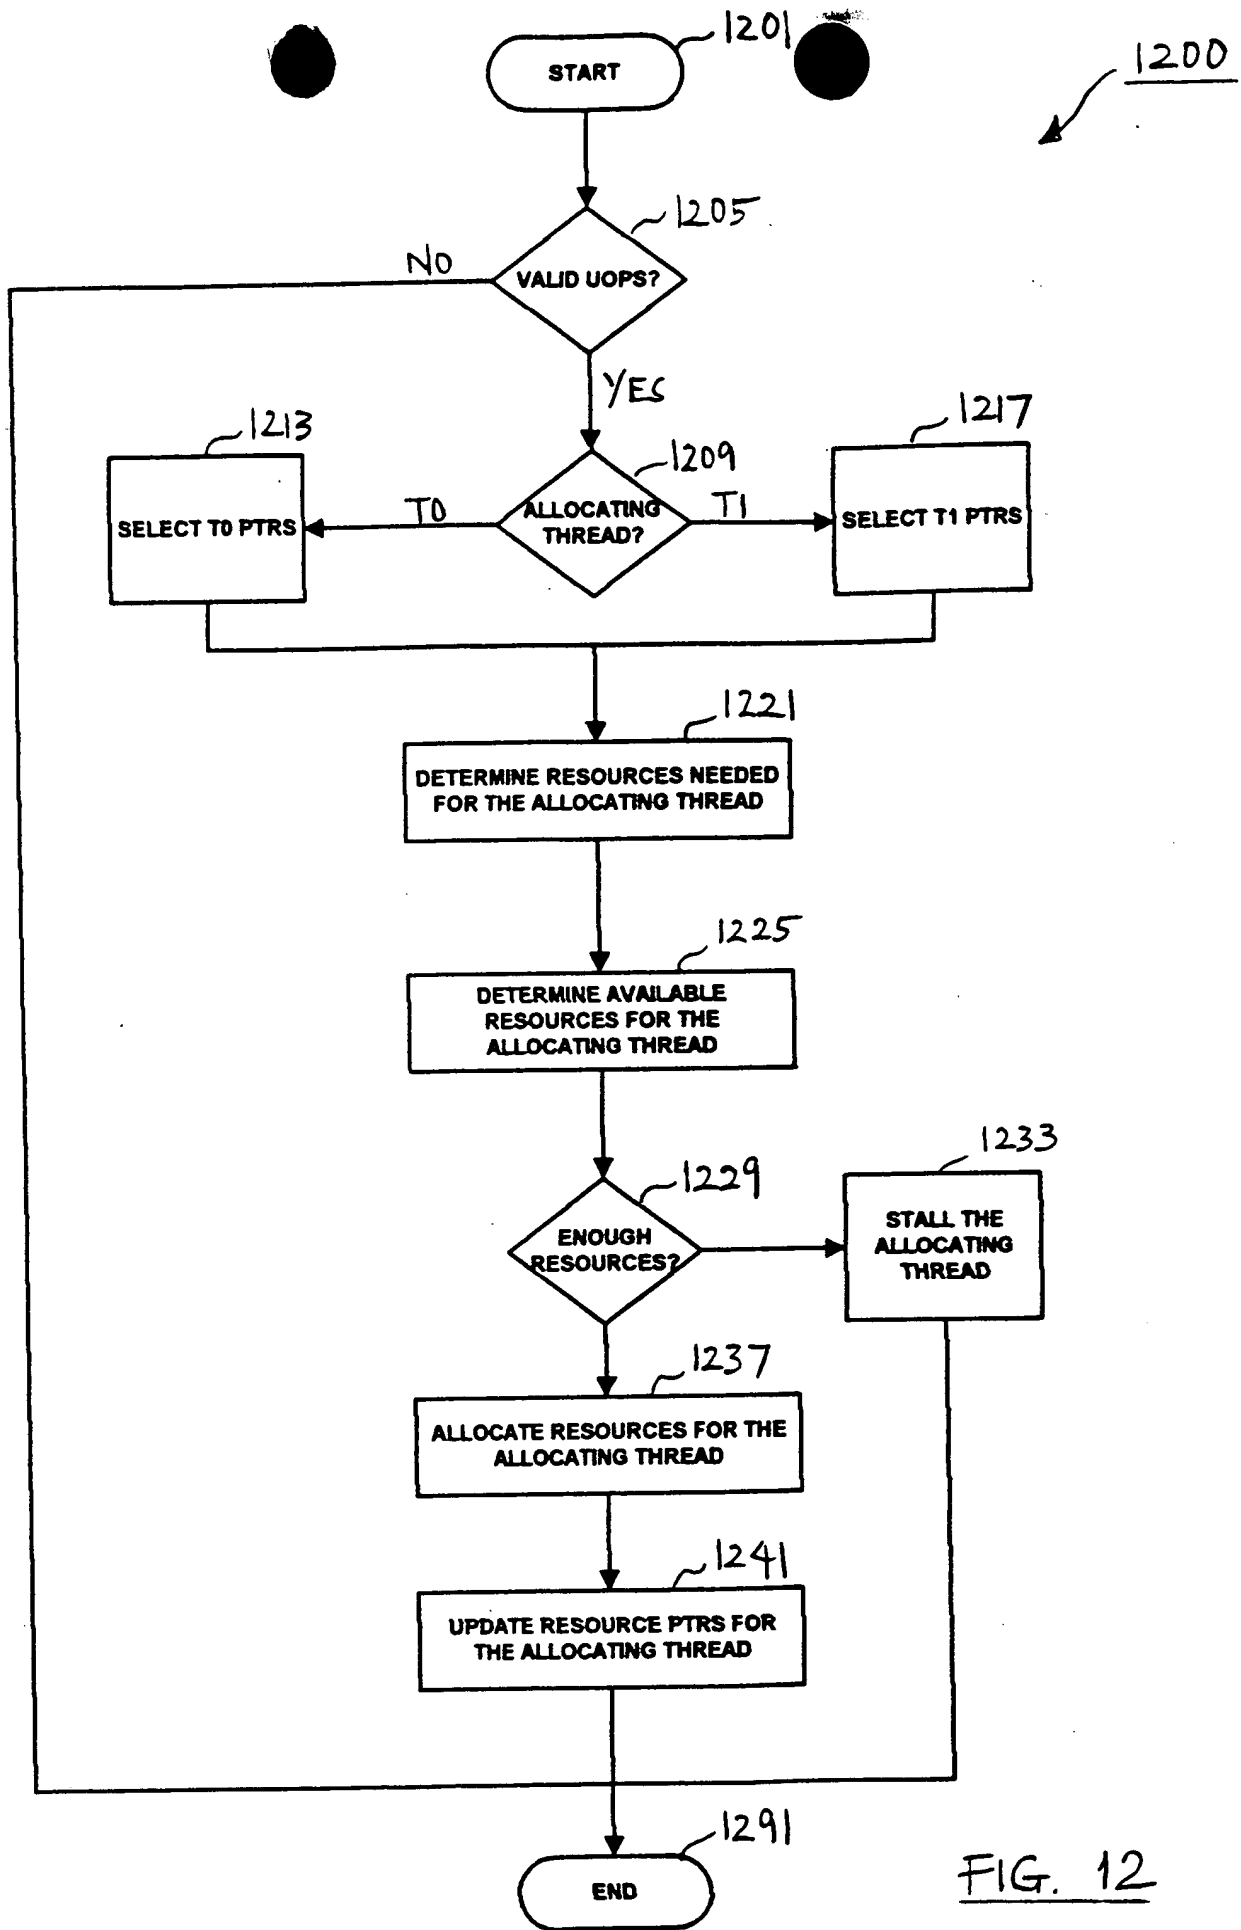 1201
START
1200
1205
NO
VALID UOPS?
YES
1213
1217
1209
T0
ALLOCATING
THREAD?
T1
SELECT T0 PTRS
SELECT T1 PTRS
1221
DETERMINE RESOURCES NEEDED
FOR THE ALLOCATING THREAD
1225
DETERMINE AVAILABLE
RESOURCES FOR THE
ALLOCATING THREAD
1233
1229
ENOUGH
RESOURCES?
STALL THE
ALLOCATING
THREAD
1237
ALLOCATE RESOURCES FOR THE
ALLOCATING THREAD
1241
UPDATE RESOURCE PTRS FOR
THE ALLOCATING THREAD
1291
END
FIG. 12